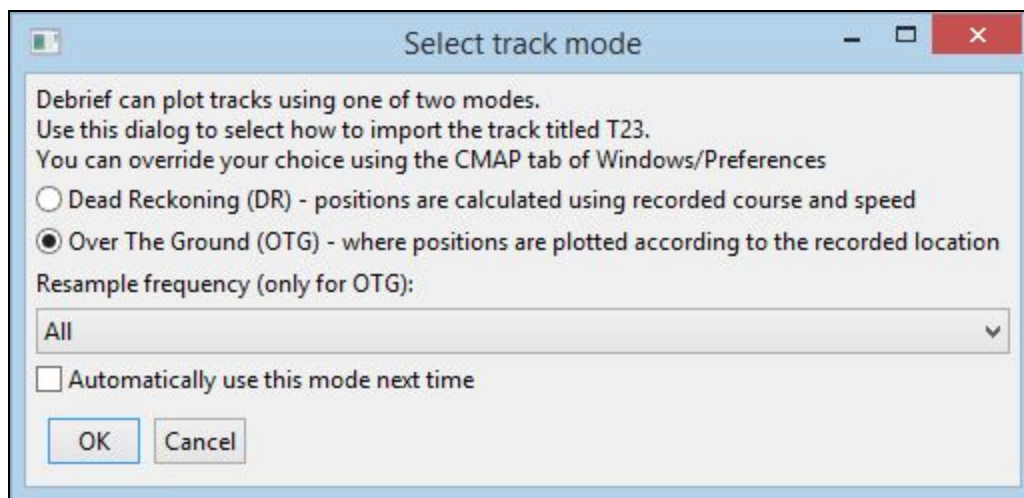 Select track mode
Debrief can plot tracks using one of two modes.
Use this dialog to select how to import the track titled T23.
You can override your choice using the CMAP tab of Windows/Preferences
Dead Reckoning (DR) - positions are calculated using recorded course and speed
Over The Ground (OTG) - where positions are plotted according to the recorded location
Resample frequency (only for OTG):
All
Automatically use this mode next time
OK Cancel